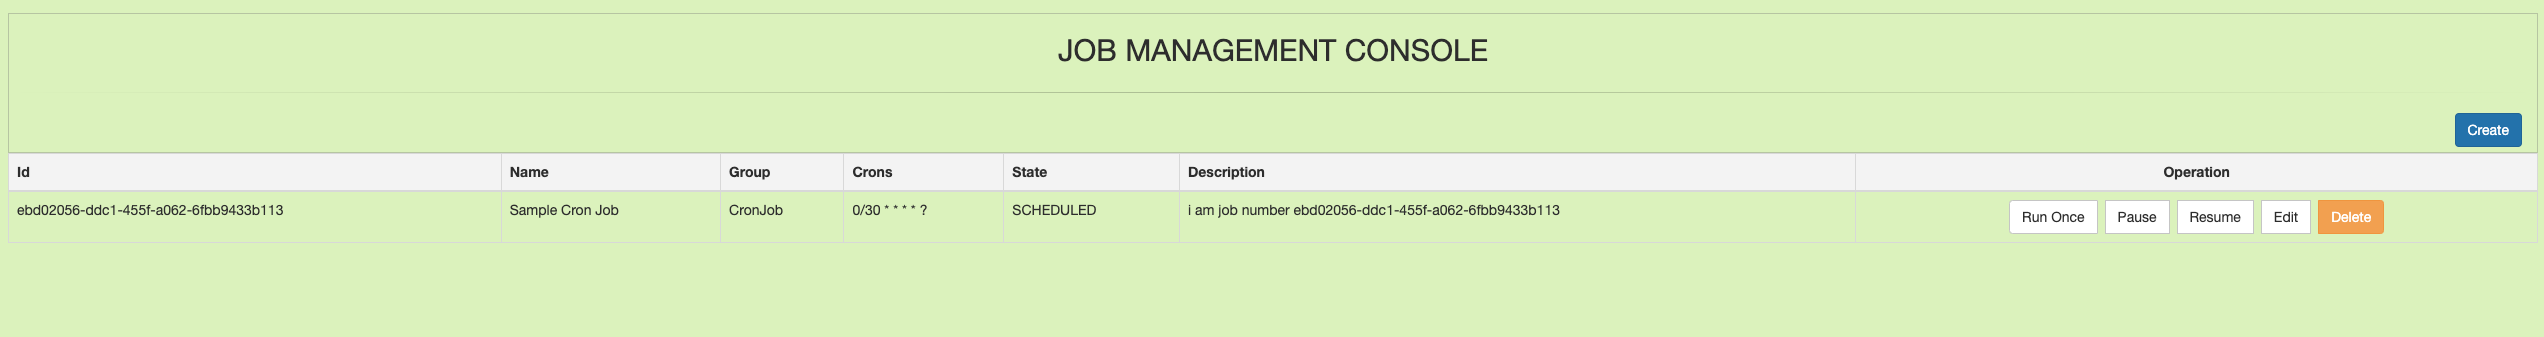 JOB MANAGEMENT CONSOLE
Create
Id Name Group Crons State Description Operation
ebd02056-ddc1-455f-a062-6fbb9433b113 Sample Cron Job CronJob 0/30 * * * * ? SCHEDULED i am job number ebd02056-ddc1-455f-a062-6fbb9433b113 Run Once Pause Resume Edit Delete